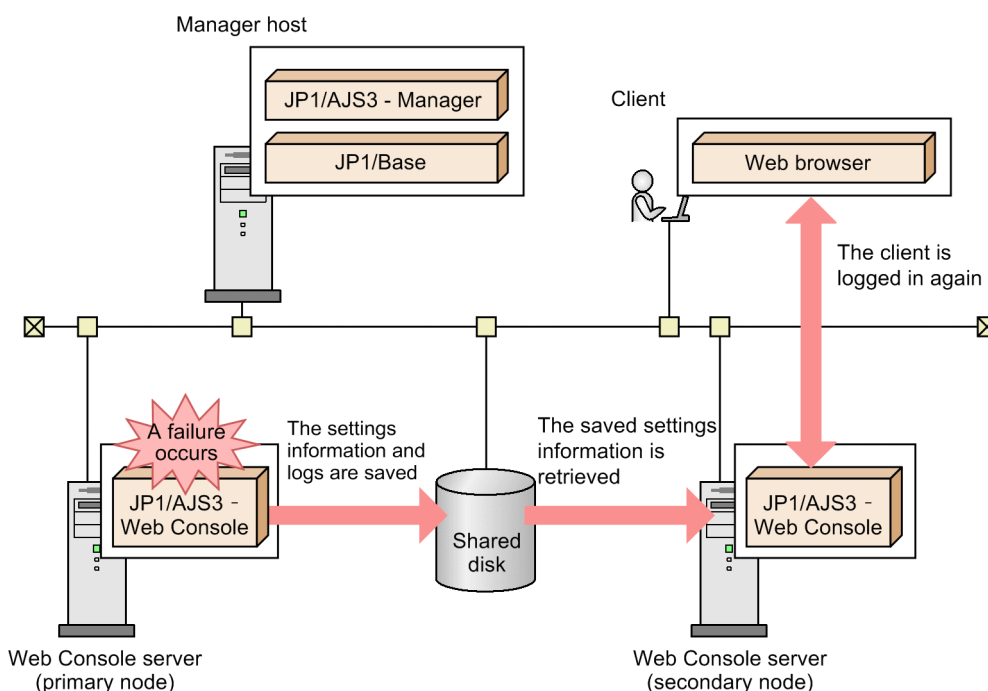 Manager host
JP1/AJS3 - Manager
JP1/Base
Client
Web browser
The client is
logged in again
A failure
occurs
JP1/AJS3 -
Web Console
The settings
information and
logs are saved
Shared
disk
The saved settings
information is
retrieved
JP1/AJS3 -
Web Console
Web Console server
(primary node)
Web Console server
(secondary node)